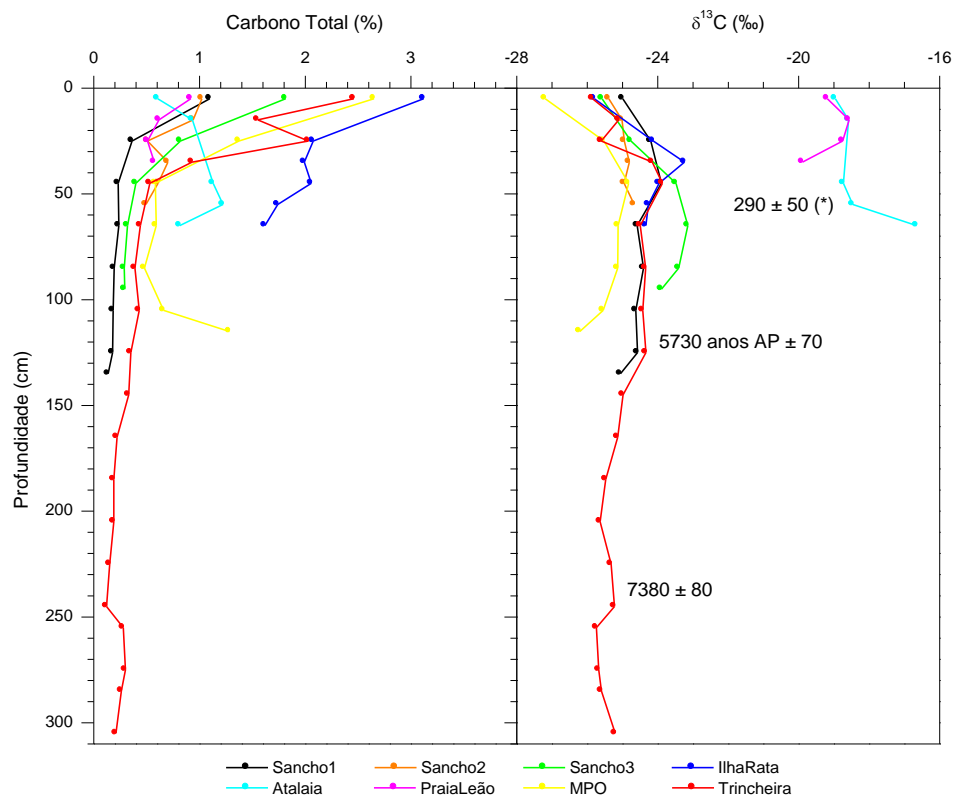 Carbono Total (%)
δ13C (‰)
0 1 2 3
-28 -24 -20 -16
0
50
100
150
200
250
300
Profundidade (cm)
290 ± 50 (*)
5730 anos AP ± 70
7380 ± 80
Sancho1 Sancho2 Sancho3 IlhaRata
Atalaia PraiaLeão MPO Trincheira